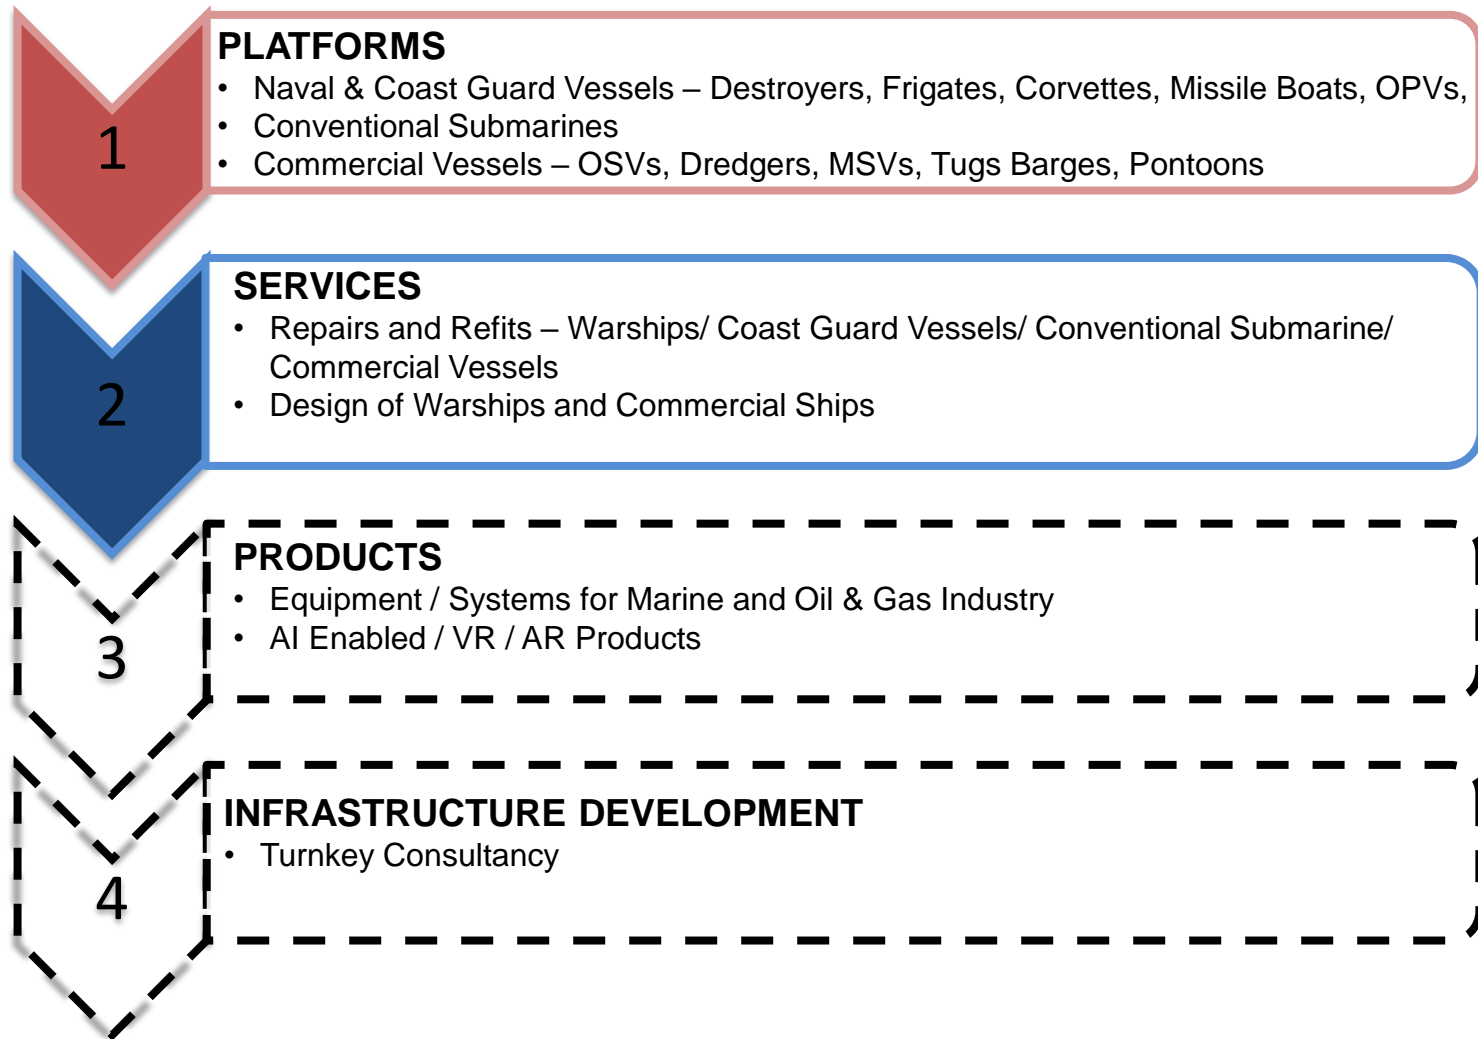 1
PLATFORMS
• Naval & Coast Guard Vessels – Destroyers, Frigates, Corvettes, Missile Boats, OPVs,
• Conventional Submarines
• Commercial Vessels – OSVs, Dredgers, MSVs, Tugs Barges, Pontoons
2
SERVICES
• Repairs and Refits – Warships/ Coast Guard Vessels/ Conventional Submarine/
Commercial Vessels
• Design of Warships and Commercial Ships
3
PRODUCTS
• Equipment / Systems for Marine and Oil & Gas Industry
• AI Enabled / VR / AR Products
4
INFRASTRUCTURE DEVELOPMENT
• Turnkey Consultancy